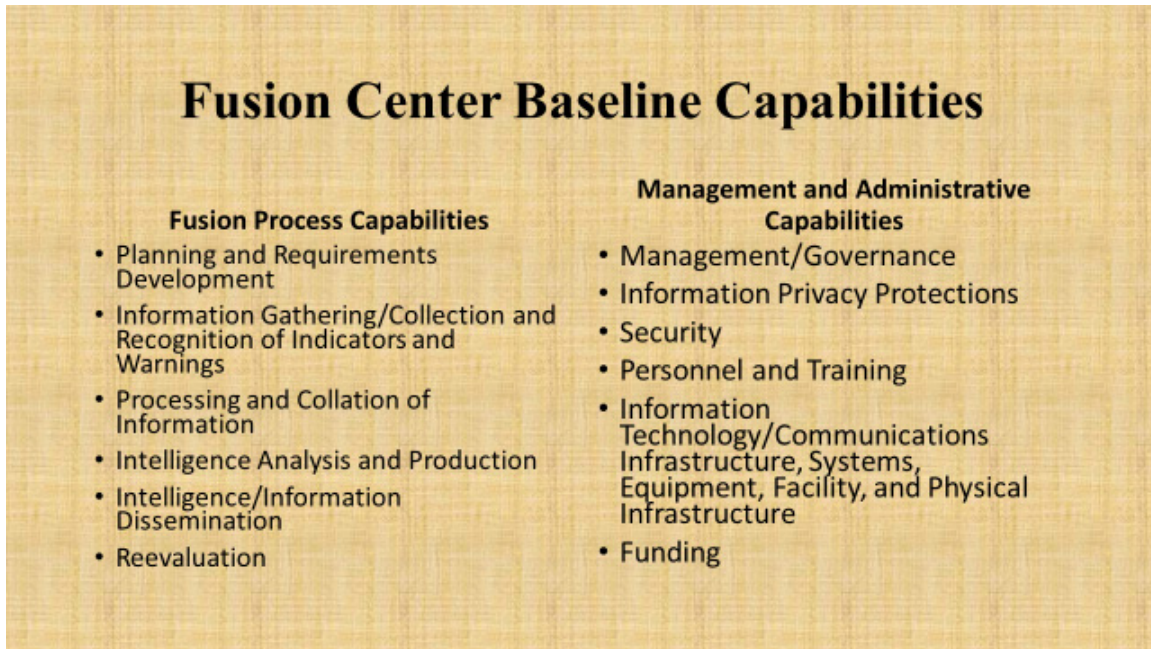 Fusion Center Baseline Capabilities
Fusion Process Capabilities
• Planning and Requirements
Development
• Information Gathering/Collection and
Recognition of Indicators and
Warnings
• Processing and Collation of
Information
• Intelligence Analysis and Production
• Intelligence/Information
Dissemination
• Reevaluation
Management and Administrative
Capabilities
• Management/Governance
• Information Privacy Protections
• Security
• Personnel and Training
• Information
Technology/Communications
Infrastructure, Systems,
Equipment, Facility, and Physical
Infrastructure
• Funding